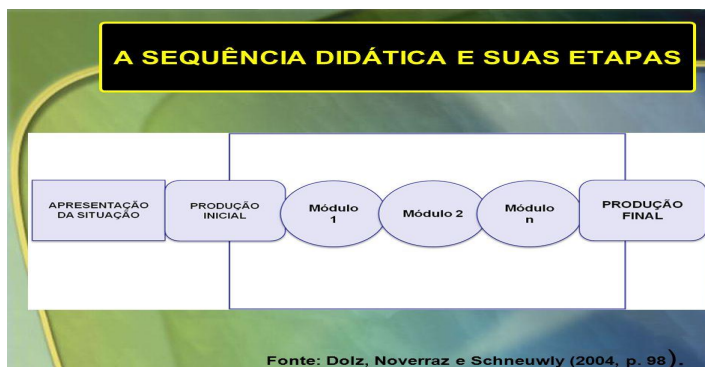 A SEQUÊNCIA DIDÁTICA E SUAS ETAPAS
APRESENTAÇÃO
DA SITUAÇÃO
PRODUÇÃO
INICIAL
Módulo
1
Módulo 2
Módulo
n
PRODUÇÃO
FINAL
Fonte: Dolz, Noverraz e Schneuwly (2004, p. 98).